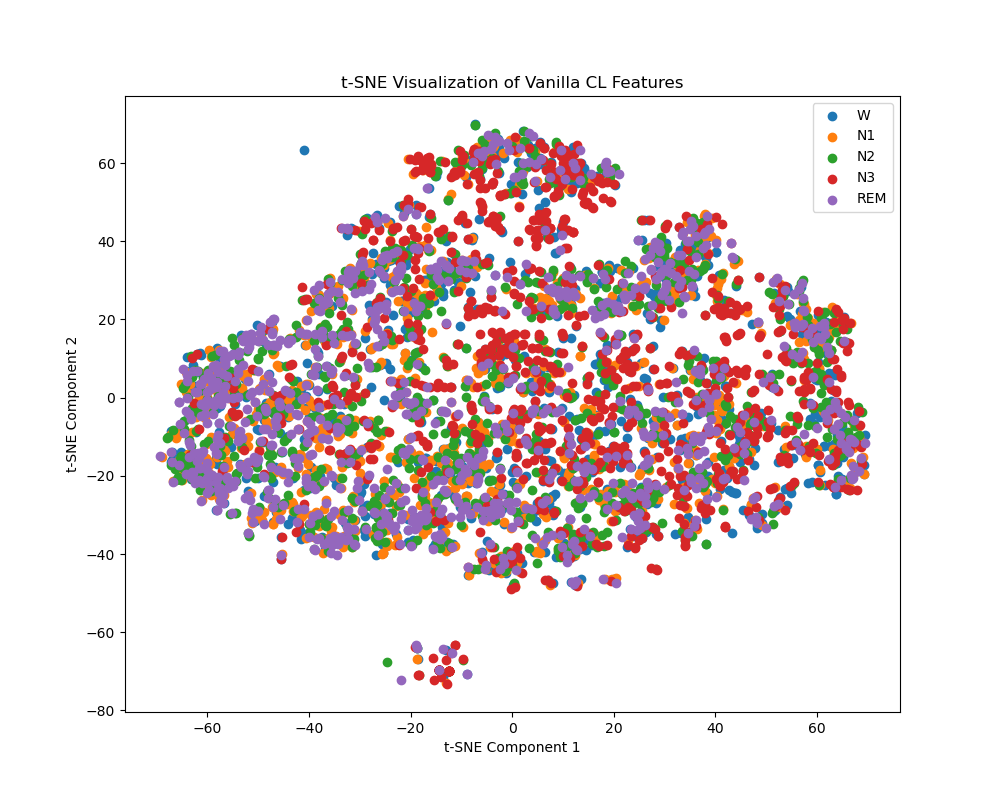 t-SNE Visualization of Vanilla CL Features
W
N1
N2
N3
REM
60
40
20
0
−20
−40
−60
−80
t-SNE Component 2
−60
−40
−20
0
20
40
60
t-SNE Component 1